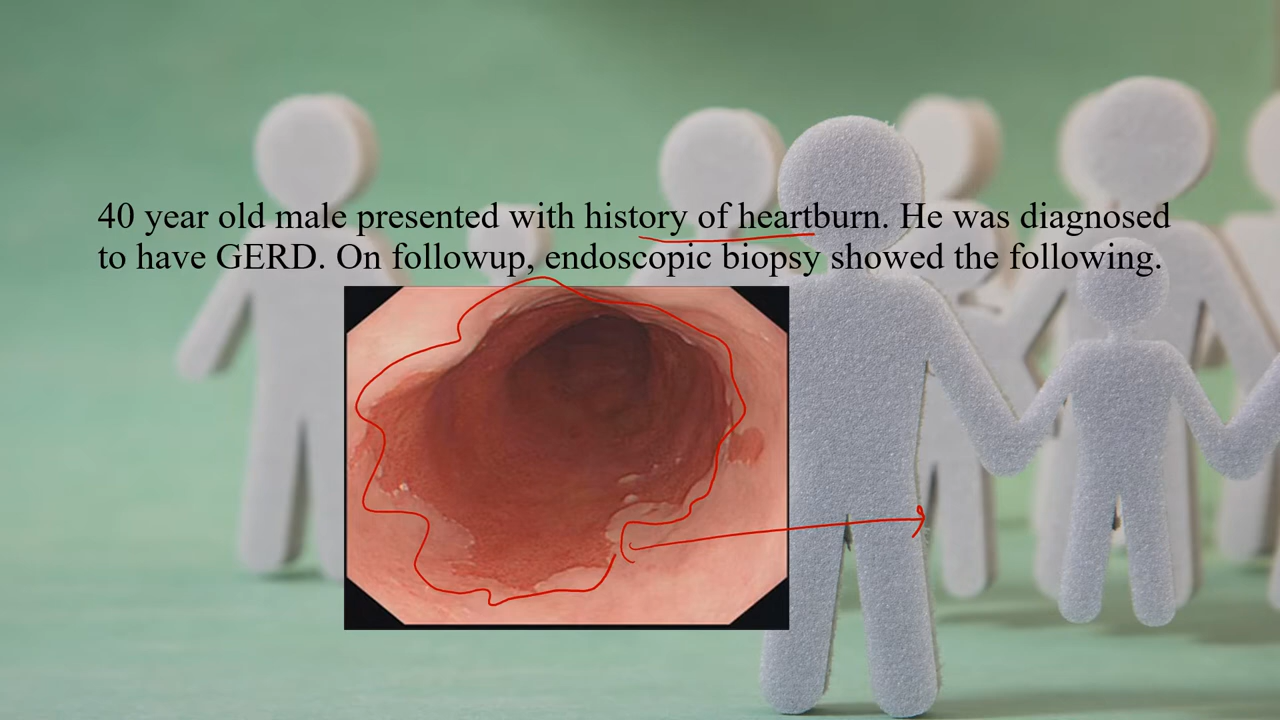 40 year old male presented with history of heartburn. He was diagnosed
to have GERD. On followup, endoscopic biopsy showed the following.